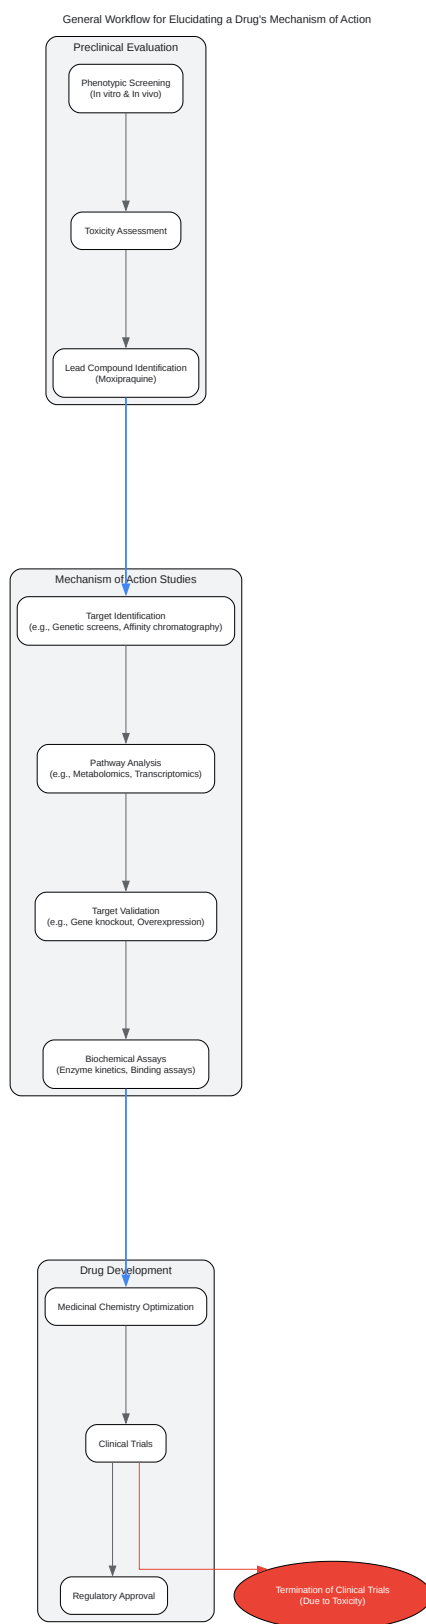 General Workflow for Elucidating a Drug's Mechanism of Action
Preclinical Evaluation
Phenotypic Screening
(In vitro & In vivo)
Toxicity Assessment
Lead Compound Identification
(Moxipraquine)
Mechanism of Action Studies
Target Identification
(e.g., Genetic screens, Affinity chromatography)
Pathway Analysis
(e.g., Metabolomics, Transcriptomics)
Target Validation
(e.g., Gene knockout, Overexpression)
Biochemical Assays
(Enzyme kinetics, Binding assays)
Drug Development
Medicinal Chemistry Optimization
Clinical Trials
Regulatory Approval
Termination of Clinical Trials
(Due to Toxicity)